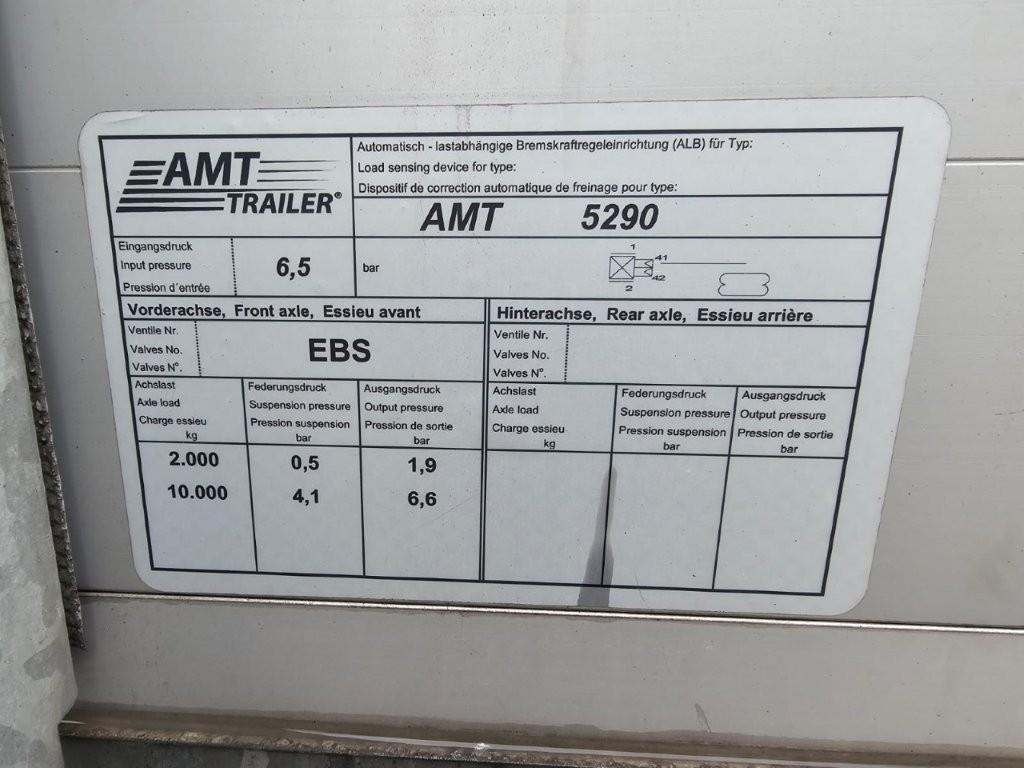 AMT
TRAILER®
Automatisch - lastabhängige Bremskraftregeleinrichtung (ALB) für Typ:
Load sensing device for type:
Dispositif de correction automatique de freinage pour type:
AMT 5290
Eingangsdruck
Input pressure
Pression d´entrée
6,5
bar
1
41
42
2
Vorderachse, Front axle, Essieu avant
Ventile Nr.
Valves No.
Valves N°.
EBS
Achslast
Axle load
Charge essieu
kg
Federungsdruck
Suspension pressure
Pression suspension
bar
Ausgangsdruck
Output pressure
Pression de sortie
bar
2.000 0,5 1,9
10.000 4,1 6,6
Hinterachse, Rear axle, Essieu arrière
Ventile Nr.
Valves No.
Valves N°.
Achslast
Axle load
Charge essieu
kg
Federungsdruck
Suspension pressure
Pression suspension
bar
Ausgangsdruck
Output pressure
Pression de sortie
bar